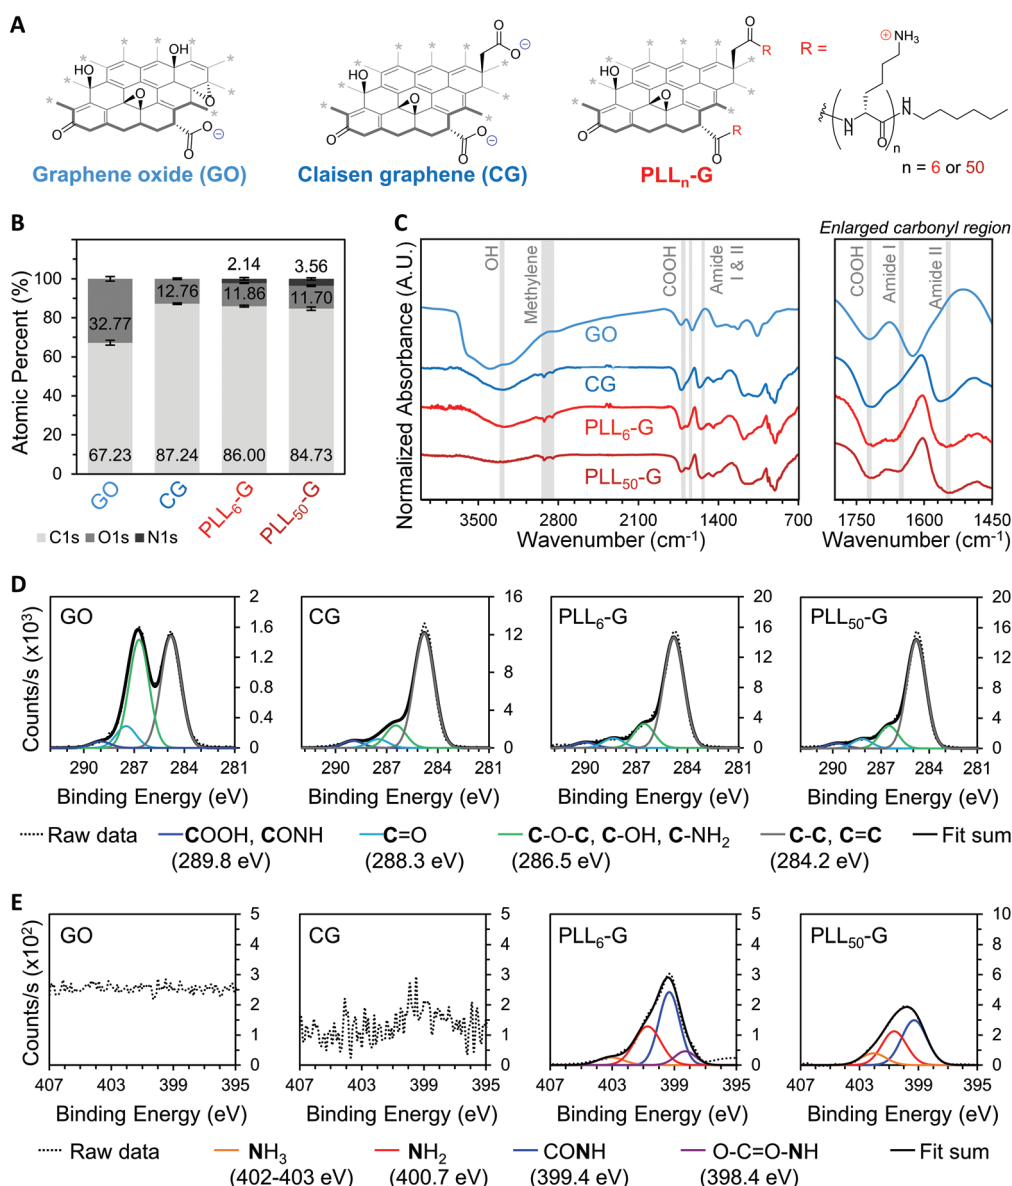 A
OH
HO
O
O
O
O
⊖
Graphene oxide (GO)
O
O
⊖
HO
O
O
O
O
⊖
Claisen graphene (CG)
O
R
HO
O
O
R
O
PLLn-G
R =
⊕
NH3
N
H
O
n
H
N
n = 6 or 50
B
Atomic Percent (%)
100
80
60
40
20
0
32.77
67.23
12.76
87.24
2.14
11.86
86.00
3.56
11.70
84.73
GO
CG
PLL6-G
PLL50-G
C1s O1s N1s
C
Normalized Absorbance (A.U.)
OH
Methylene
COOH
Amide
I & II
GO
CG
PLL6-G
PLL50-G
3500 2800 2100 1400 700
Wavenumber (cm-1)
Enlarged carbonyl region
COOH
Amide I
Amide II
1750 1600 1450
Wavenumber (cm-1)
D
Counts/s (x103)
GO
2
1.6
1.2
0.8
0.4
0
290 287 284 281
Binding Energy (eV)
CG
16
12
8
4
0
290 287 284 281
Binding Energy (eV)
PLL6-G
20
16
12
8
4
0
290 287 284 281
Binding Energy (eV)
PLL50-G
20
16
12
8
4
0
290 287 284 281
Binding Energy (eV)
Raw data COOH, CONH C=O C-O-C, C-OH, C-NH2 C-C, C=C Fit sum
(289.8 eV) (288.3 eV) (286.5 eV) (284.2 eV)
E
Counts/s (x102)
GO
5
4
3
2
1
0
407 403 399 395
Binding Energy (eV)
CG
5
4
3
2
1
0
407 403 399 395
Binding Energy (eV)
PLL6-G
5
4
3
2
1
0
407 403 399 395
Binding Energy (eV)
PLL50-G
10
8
6
4
2
0
407 403 399 395
Binding Energy (eV)
Raw data NH3 NH2 CONH O-C=O-NH Fit sum
(402-403 eV) (400.7 eV) (399.4 eV) (398.4 eV)